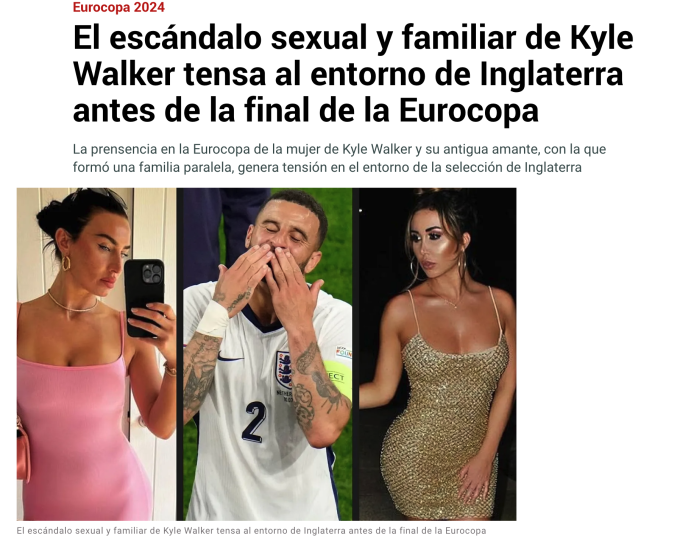 Eurocopa 2024
El escándalo sexual y familiar de Kyle
Walker tensa al entorno de Inglaterra
antes de la final de la Eurocopa
La prensencia en la Eurocopa de la mujer de Kyle Walker y su antigua amante, con la que
formó una familia paralela, genera tensión en el entorno de la selección de Inglaterra
2
ECT
El escándalo sexual y familiar de Kyle Walker tensa al entorno de Inglaterra antes de la final de la Eurocopa